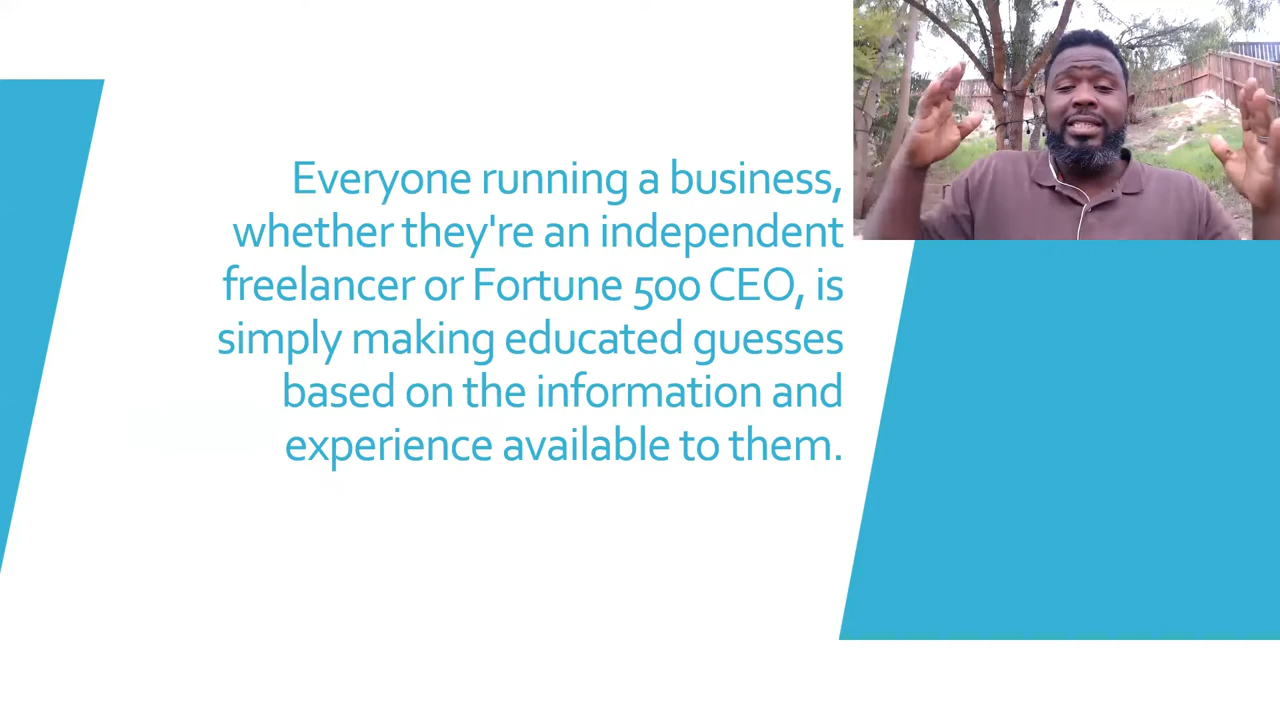 Everyone running a business,
whether they're an independent
freelancer or Fortune 500 CEO, is
simply making educated guesses
based on the information and
experience available to them.